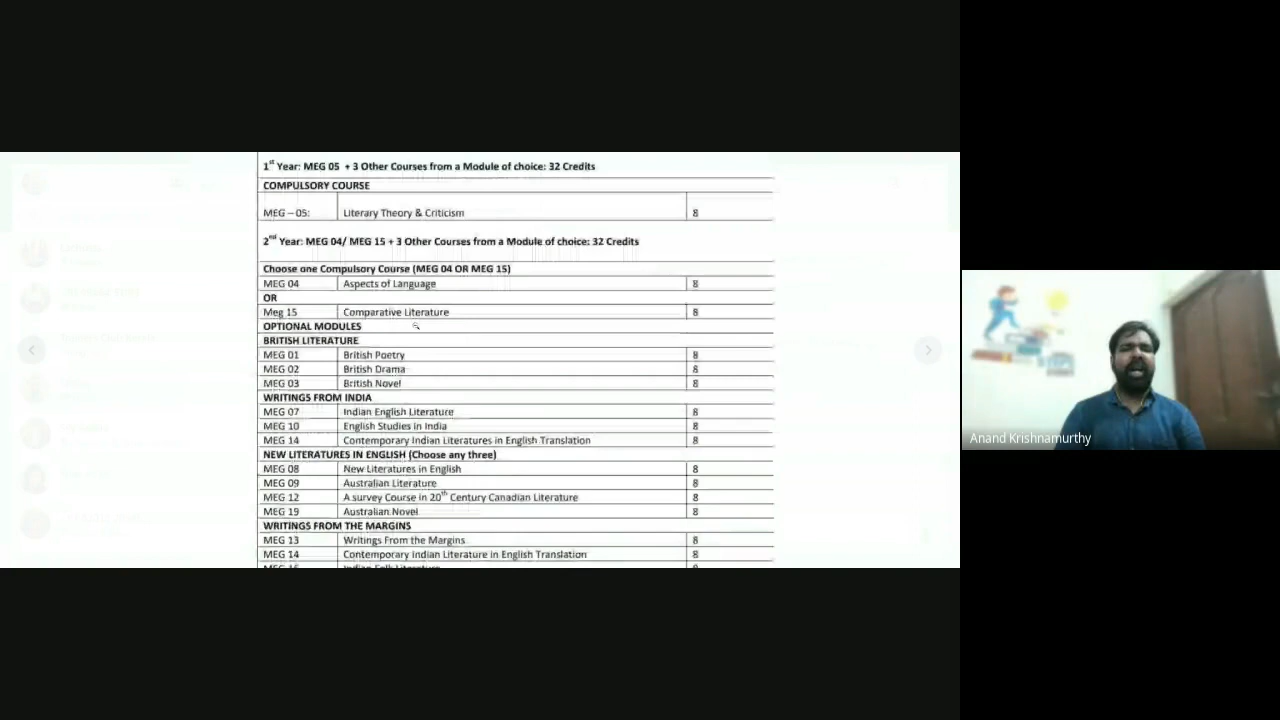 1st Year: MEG 05 + 3 Other Courses from a Module of choice: 32 Credits
COMPULSORY COURSE
MEG – 05: Literary Theory & Criticism 8
2nd Year: MEG 04/ MEG 15 + 3 Other Courses from a Module of choice: 32 Credits
Choose one Compulsory Course (MEG 04 OR MEG 15)
MEG 04 Aspects of Language 8
OR
Meg 15 Comparative Literature 8
OPTIONAL MODULES
BRITISH LITERATURE
MEG 01 British Poetry 8
MEG 02 British Drama 8
MEG 03 British Novel 8
WRITINGS FROM INDIA
MEG 07 Indian English Literature 8
MEG 10 English Studies in India 8
MEG 14 Contemporary Indian Literatures in English Translation 8
NEW LITERATURES IN ENGLISH (Choose any three)
MEG 08 New Literatures in English 8
MEG 09 Australian Literature 8
MEG 12 A survey Course in 20th Century Canadian Literature 8
MEG 19 Australian Novel 8
WRITINGS FROM THE MARGINS
MEG 13 Writings From the Margins 8
MEG 14 Contemporary Indian Literature in English Translation 8
Anand Krishnamurthy